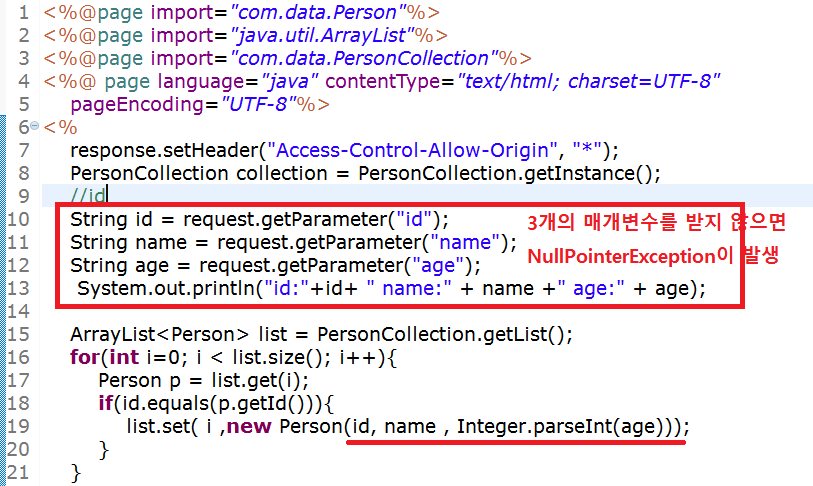 1 <%@page import="com.data.Person"%>
2 <%@page import="java.util.ArrayList"%>
3 <%@page import="com.data.PersonCollection"%>
4 <%@ page language="java" contentType="text/html; charset=UTF-8"
5 pageEncoding="UTF-8"%>
6 <%
7 response.setHeader("Access-Control-Allow-Origin", "*");
8 PersonCollection collection = PersonCollection.getInstance();
9 //id
10 String id = request.getParameter("id");
3개의 매개변수를 받지 않으면
11 String name = request.getParameter("name");
NullPointerException이 발생
12 String age = request.getParameter("age");
13 System.out.println("id:"+id+ " name:" + name +" age:" + age);
14
15 ArrayList<Person> list = PersonCollection.getList();
16 for(int i=0; i < list.size(); i++){
17 Person p = list.get(i);
18 if(id.equals(p.getId())){
19 list.set( i ,new Person(id, name , Integer.parseInt(age)));
20 }
21 }